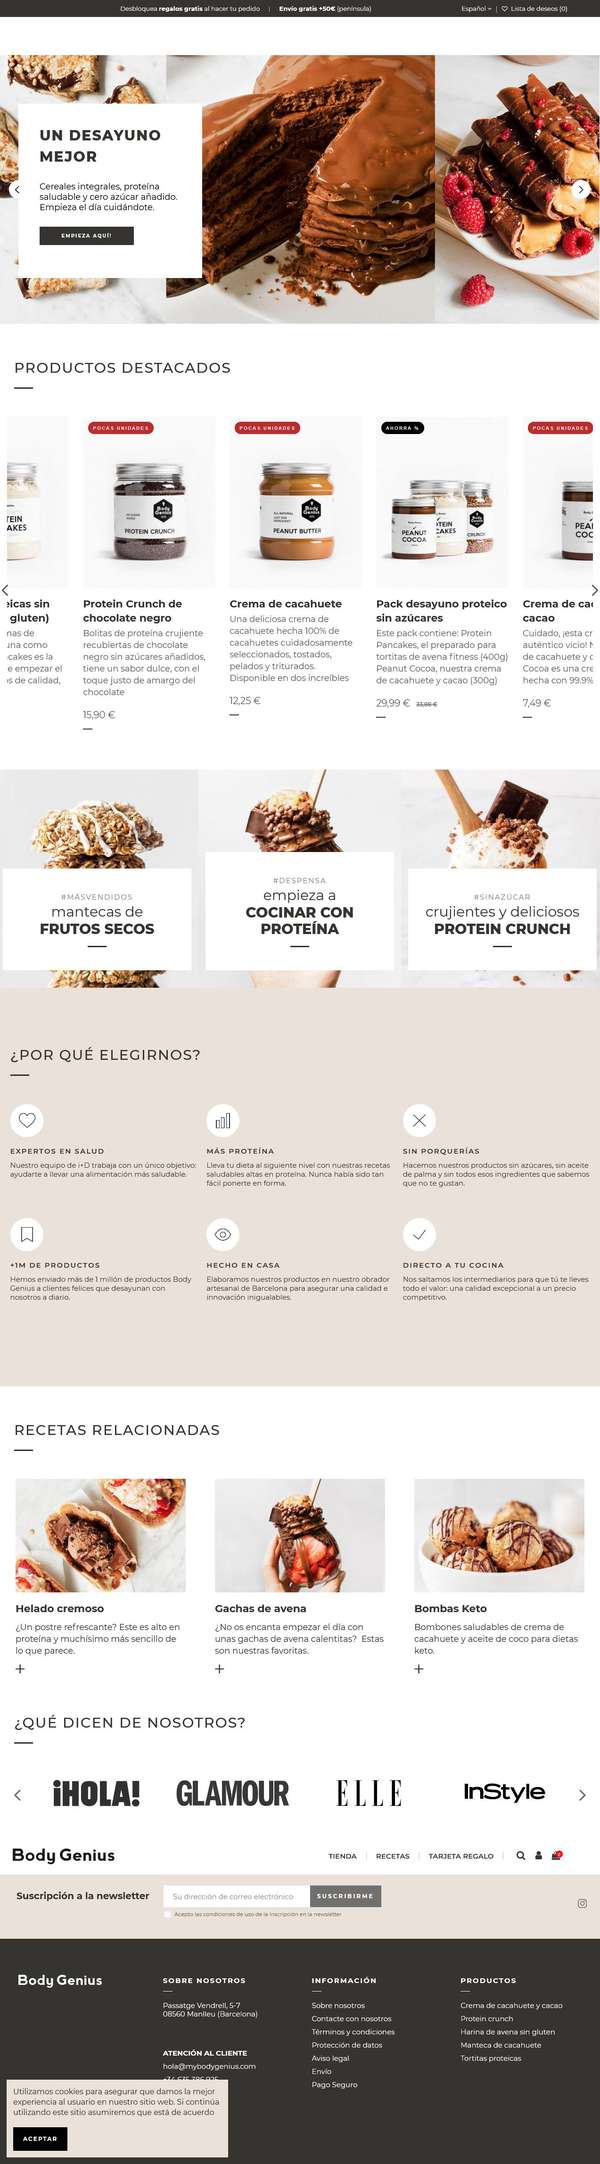 Desbloquea regalos gratis al hacer tu pedido | Envío gratis +50€ (península)
Español | Lista de deseos (0)
UN DESAYUNO
MEJOR
Cereales integrales, proteína
saludable y cero azúcar añadido.
Empieza el día cuidándote.
EMPIEZA AQUÍ!
PRODUCTOS DESTACADOS
POCAS UNIDADES
POCAS UNIDADES
AHORRA %
POCAS UNIDADES
PROTEIN CRUNCH
Body Genius
PEANUT BUTTER
Body Genius
PEANUT
COCOA
eicas sin
gluten)
nas de
una como
cakes es la
e empezar el
os de calidad,
Protein Crunch de
chocolate negro
Bolitas de proteína crujiente
recubiertas de chocolate
negro sin azúcares añadidos,
tiene un sabor dulce, con el
toque justo de amargo del
chocolate
15,90 €
Crema de cacahuete
Una deliciosa crema de
cacahuete hecha 100% de
cacahuetes cuidadosamente
seleccionados, tostados,
pelados y triturados.
Disponible en dos increíbles
12,25 €
Pack desayuno proteico
sin azúcares
Este pack contiene: Protein
Pancakes, el preparado para
tortitas de avena fitness (400g)
Peanut Cocoa, nuestra crema
de cacahuete y cacao (300g)
29,99 €
Crema de cac
cacao
Cuidado, ¡esta cr
auténtico vicio! N
de cacahuete y c
Cocoa es una cre
hecha con 99.9%
7,49 €
#MÁSVENDIDOS
mantecas de
FRUTOS SECOS
#DESPENSA
empieza a
COCINAR CON
PROTEÍNA
#SINAZÚCAR
crujientes y deliciosos
PROTEIN CRUNCH
¿POR QUÉ ELEGIRNOS?
EXPERTOS EN SALUD
Nuestro equipo de i+D trabaja con un único objetivo:
ayudarte a llevar una alimentación más saludable.
MÁS PROTEÍNA
Lleva tu dieta al siguiente nivel con nuestras recetas
saludables altas en proteína. Nunca había sido tan
fácil ponerte en forma.
SIN PORQUERÍAS
Hacemos nuestros productos sin azúcares, sin aceite
de palma y sin todos esos ingredientes que sabemos
que no te gustan.
+1M DE PRODUCTOS
Hemos enviado más de 1 millón de productos Body
Genius a clientes felices que desayunan con
nosotros a diario.
HECHO EN CASA
Elaboramos nuestros productos en nuestro obrador
artesanal de Barcelona para asegurar una calidad e
innovación inigualables.
DIRECTO A TU COCINA
Nos saltamos los intermediarios para que tú te lleves
todo el valor: una calidad excepcional a un precio
competitivo.
RECETAS RELACIONADAS
Helado cremoso
¿Un postre refrescante? Este es alto en
proteína y muchísimo más sencillo de
lo que parece.
Gachas de avena
¿No os encanta empezar el día con
unas gachas de avena calentitas? Estas
son nuestras favoritas.
Bombas Keto
Bombones saludables de crema de
cacahuete y aceite de coco para dietas
keto.
¿QUÉ DICEN DE NOSOTROS?
¡HOLA!
GLAMOUR
ELLE
InStyle
Body Genius
TIENDA | RECETAS | TARJETA REGALO |
Suscripción a la newsletter
Su dirección de correo electrónico
SUSCRIBIRME
Acepto las condiciones de uso de la inscripción en la newsletter
Body Genius
SOBRE NOSOTROS
Passatge Vendrell, 5-7
08560 Manlleu (Barcelona)
ATENCIÓN AL CLIENTE
hola@mybodygenius.com
INFORMACIÓN
Sobre nosotros
Contacte con nosotros
Términos y condiciones
Protección de datos
Aviso legal
Envío
Pago Seguro
PRODUCTOS
Crema de cacahuete y cacao
Protein crunch
Harina de avena sin gluten
Manteca de cacahuete
Tortitas proteicas
Utilizamos cookies para asegurar que damos la mejor
experiencia al usuario en nuestro sitio web. Si continúa
utilizando este sitio asumiremos que está de acuerdo
ACEPTAR